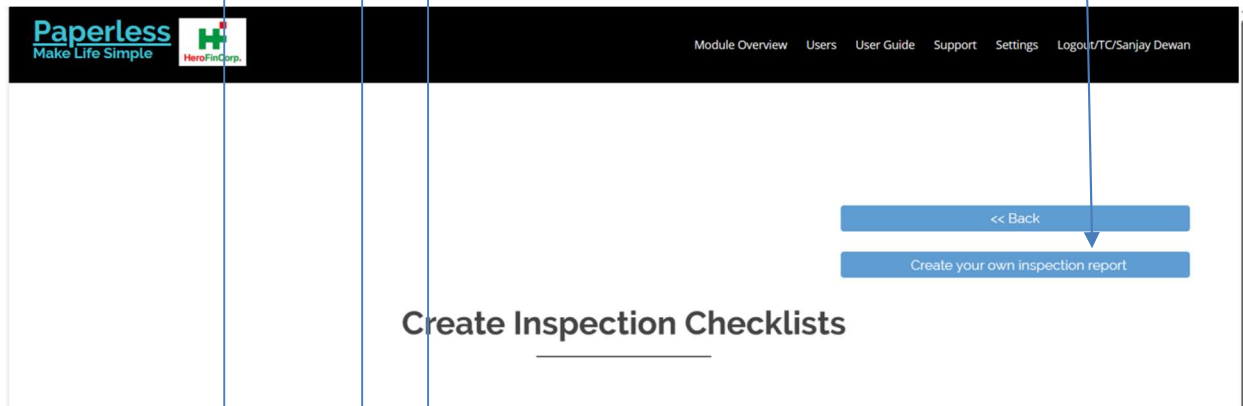 Paperless
Make Life Simple
HeroFinCorp.
Module Overview Users User Guide Support Settings Logout/TC/Sanjay Dewan
<< Back
Create your own inspection report
Create Inspection Checklists